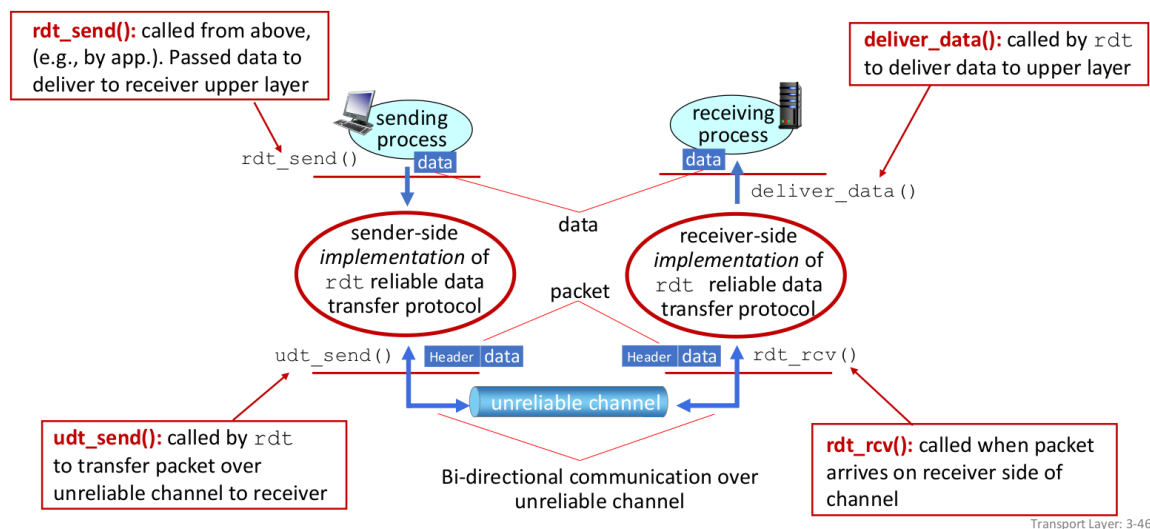 rdt_send(): called from above,
(e.g., by app.). Passed data to
deliver to receiver upper layer
deliver_data(): called by rdt
to deliver data to upper layer
sending
process
receiving
process
rdt_send()
data
data
deliver_data()
data
sender-side
implementation of
rdt reliable data
transfer protocol
receiver-side
implementation of
rdt reliable data
transfer protocol
packet
udt_send()
Header data
Header data
rdt_rcv()
unreliable channel
udt_send(): called by rdt
to transfer packet over
unreliable channel to receiver
Bi-directional communication over
unreliable channel
rdt_rcv(): called when packet
arrives on receiver side of
channel
Transport Layer: 3-46